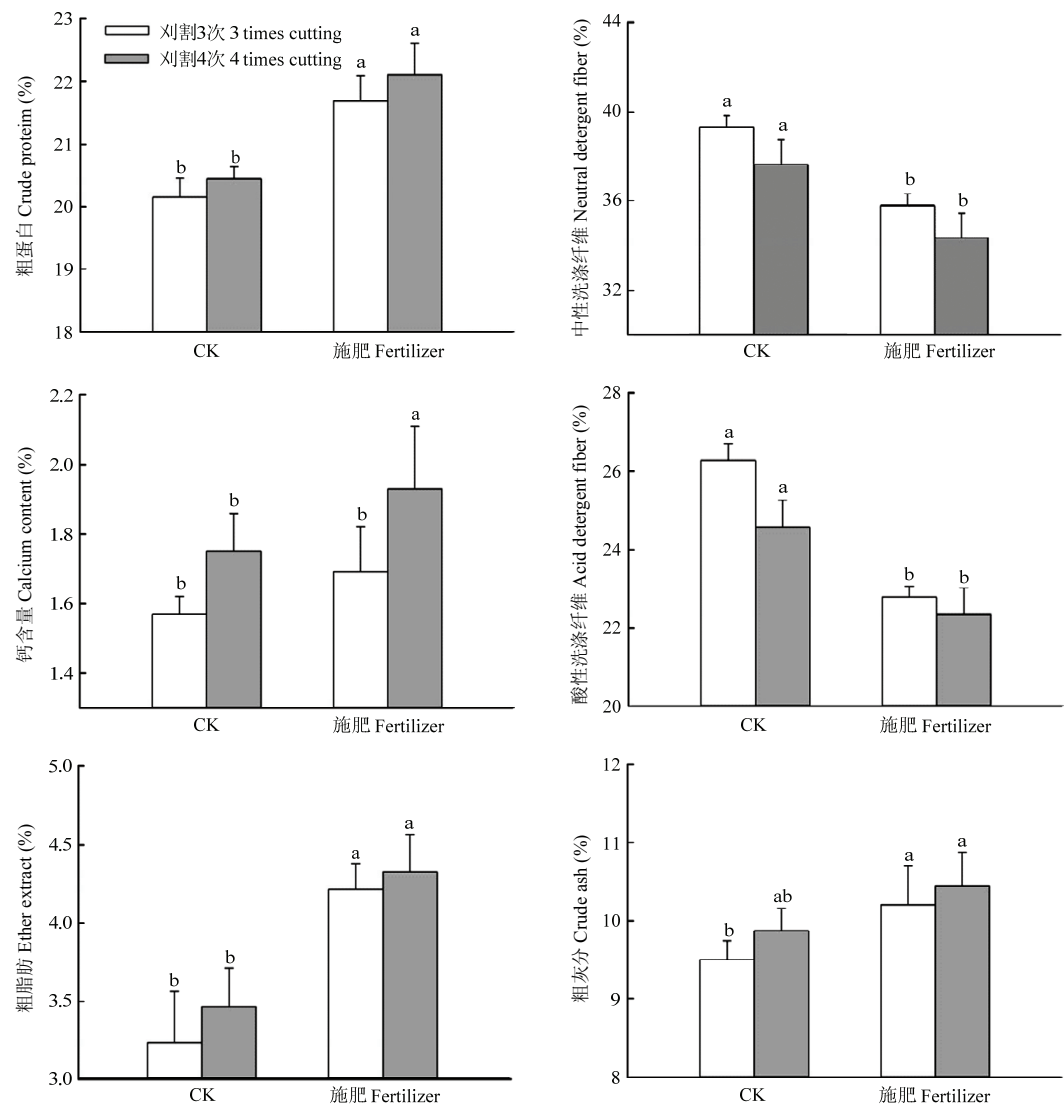 粗蛋白 Crude proteim (%)
23
22
21
20
19
18
刈割3次 3 times cutting
刈割4次 4 times cutting
b
b
a
a
CK
施肥 Fertilizer
中性洗涤纤维 Neutral detergent fiber (%)
44
40
36
32
a
a
b
b
CK
施肥 Fertilizer
钙含量 Calcium content (%)
2.2
2.0
1.8
1.6
1.4
b
b
b
a
CK
施肥 Fertilizer
酸性洗涤纤维 Acid detergent fiber (%)
28
26
24
22
20
a
a
b
b
CK
施肥 Fertilizer
粗脂肪 Ether extract (%)
5.0
4.5
4.0
3.5
3.0
b
b
a
a
CK
施肥 Fertilizer
粗灰分 Crude ash (%)
12
11
10
9
8
b
ab
a
a
CK
施肥 Fertilizer